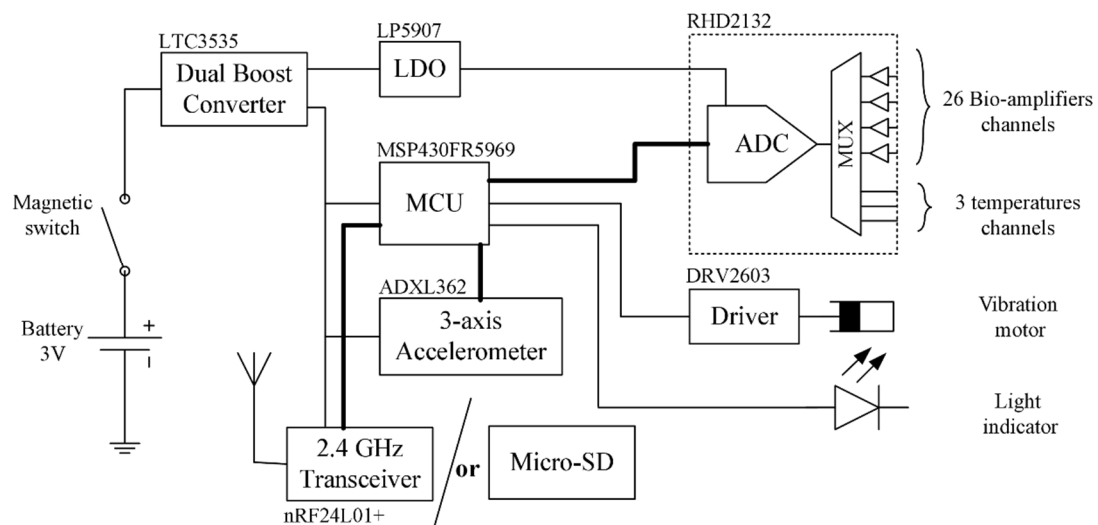 LTC3535
Dual Boost
Converter
LP5907
LDO
RHD2132
ADC
MUX
26 Bio-amplifiers
channels
3 temperatures
channels
MSP430FR5969
MCU
Magnetic
switch
ADXL362
3-axis
Accelerometer
DRV2603
Driver
Vibration
motor
Battery
3V
+
−
Light
indicator
2.4 GHz
Transceiver
nRF24L01+
or
Micro-SD